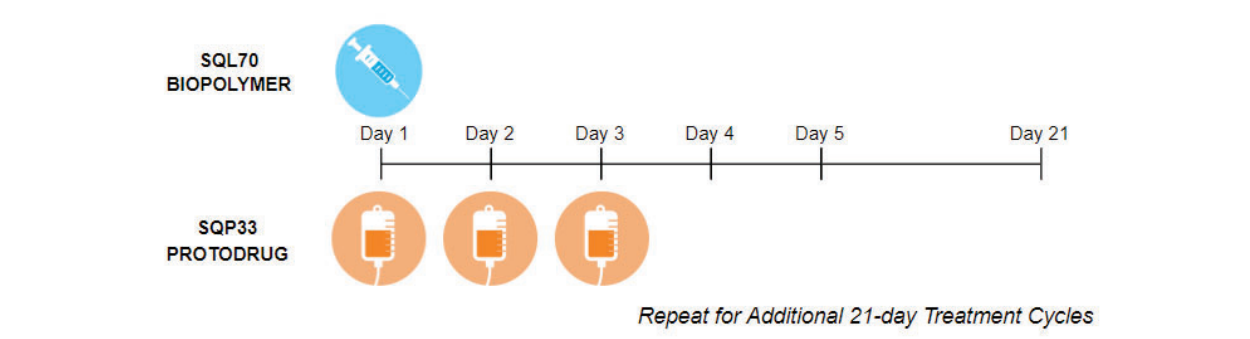 SQL70
BIOPOLYMER
Day 1 Day 2 Day 3 Day 4 Day 5 Day 21
SQP33
PROTODRUG
Repeat for Additional 21-day Treatment Cycles